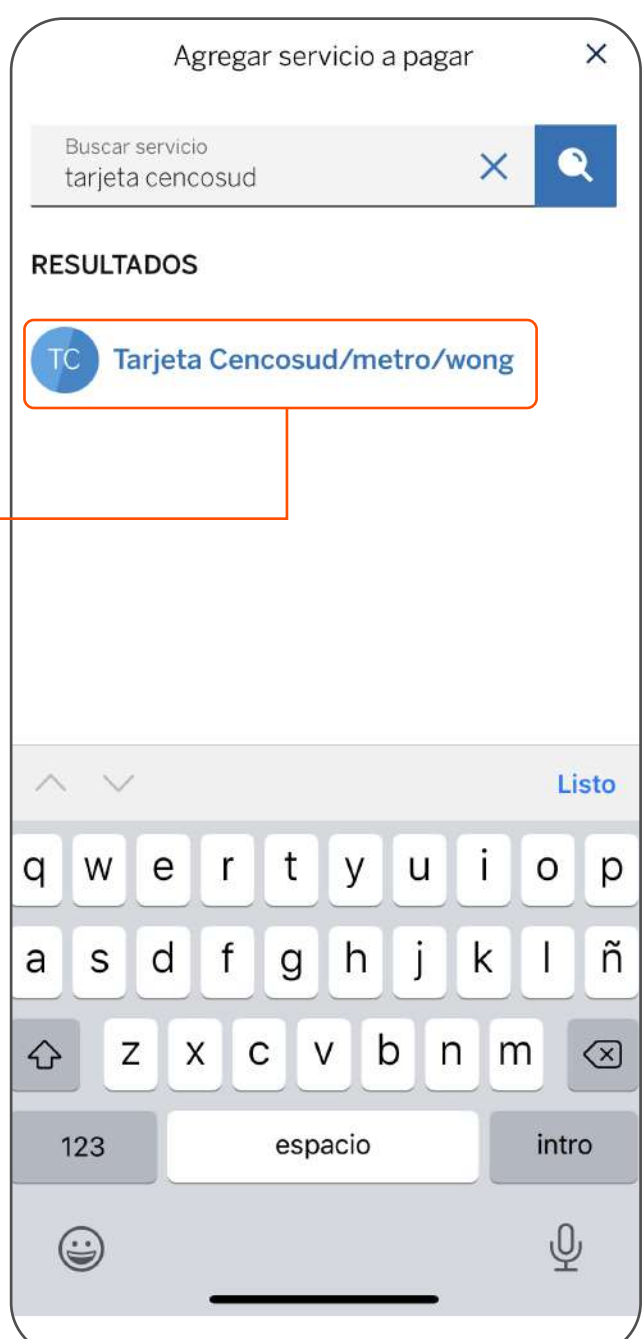 Agregar servicio a pagar
Buscar servicio
tarjeta cencosud
RESULTADOS
TC Tarjeta Cencosud/metro/wong
Listo
q w e r t y u i o p
a s d f g h j k l ñ
z x c v b n m
123 espacio intro